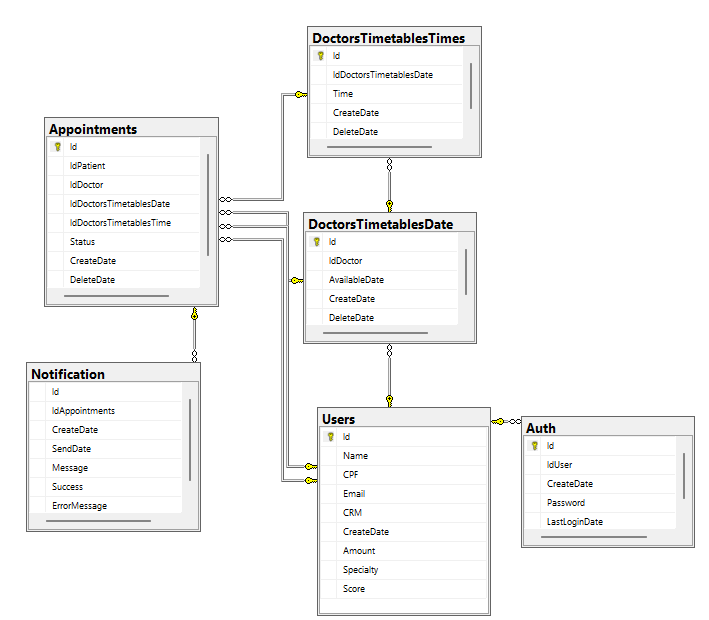 DoctorsTimetablesTimes
Id
IdDoctorsTimetablesDate
Time
CreateDate
DeleteDate
Appointments
Id
IdPatient
IdDoctor
IdDoctorsTimetablesDate
IdDoctorsTimetablesTime
Status
CreateDate
DeleteDate
DoctorsTimetablesDate
Id
IdDoctor
AvailableDate
CreateDate
DeleteDate
Notification
Id
IdAppointments
CreateDate
SendDate
Message
Success
ErrorMessage
Users
Id
Name
CPF
Email
CRM
CreateDate
Amount
Specialty
Score
Auth
Id
IdUser
CreateDate
Password
LastLoginDate